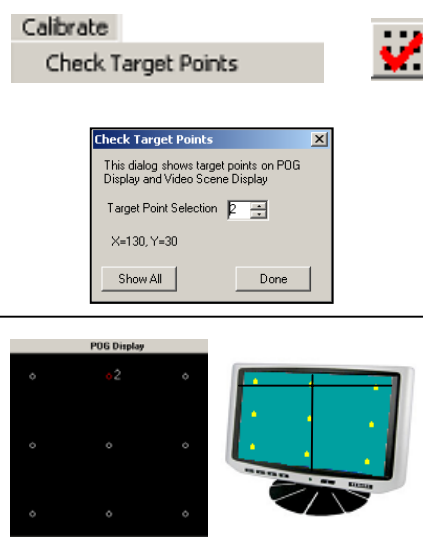 Calibrate
Check Target Points
Check Target Points
This dialog shows target points on POG
Display and Video Scene Display
Target Point Selection 2
X=130, Y=30
Show All Done
POG Display
2